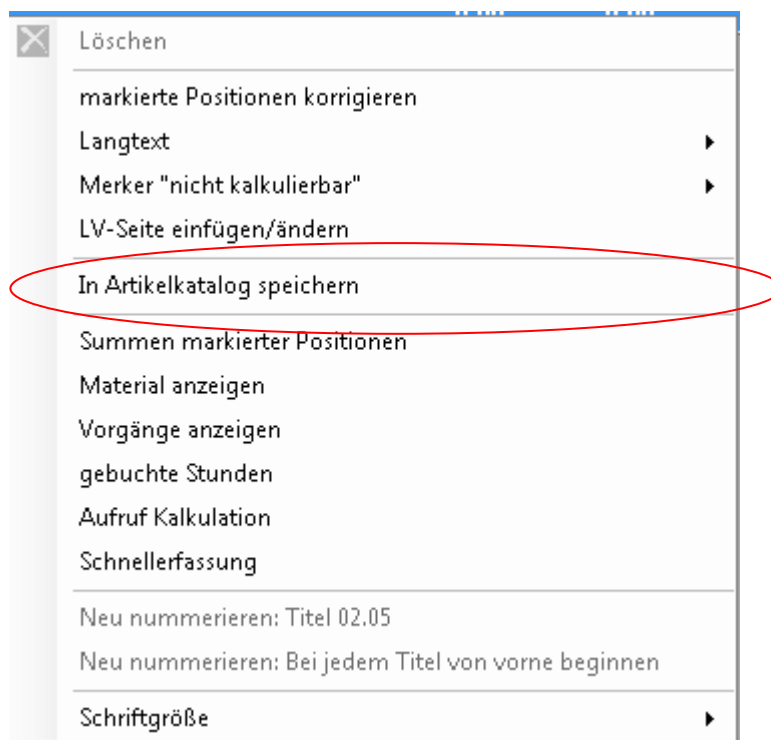 Löschen
markierte Positionen korrigieren
Langtext
Merker "nicht kalkulierbar"
LV-Seite einfügen/ändern
In Artikelkatalog speichern
Summen markierter Positionen
Material anzeigen
Vorgänge anzeigen
gebuchte Stunden
Aufruf Kalkulation
Schnellerfassung
Neu nummerieren: Titel 02.05
Neu nummerieren: Bei jedem Titel von vorne beginnen
Schriftgröße